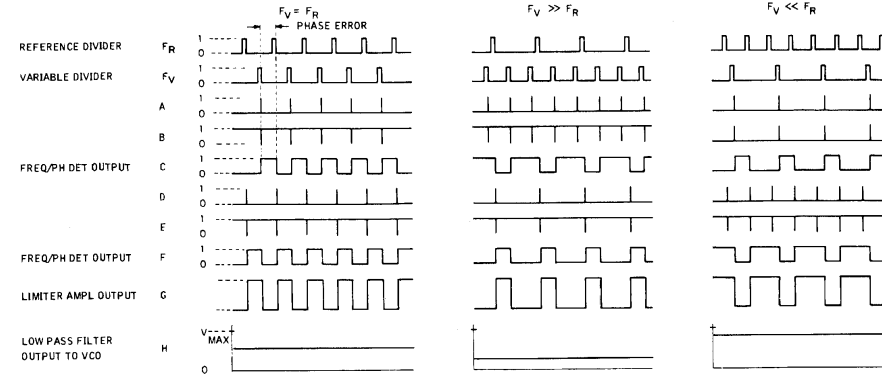 F_V = F_R
F_V >> F_R
F_V << F_R
PHASE ERROR
REFERENCE DIVIDER F_R 1 0
VARIABLE DIVIDER F_V 1 0
A 1 0
B 1 0
FREQ/PH DET OUTPUT C 1 0
D 1 0
E 1 0
FREQ/PH DET OUTPUT F 1 0
LIMITER AMPL OUTPUT G
V MAX
LOW PASS FILTER
OUTPUT TO VCO
H
0